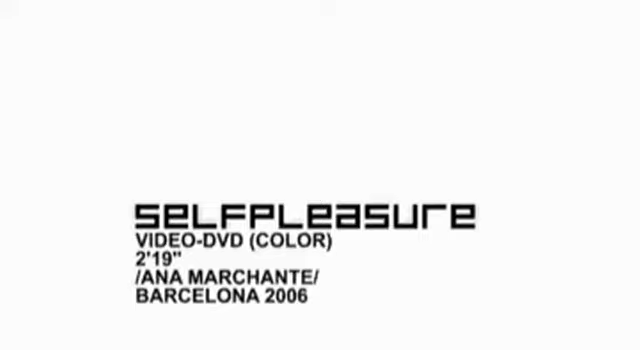 SELFPLEASURE
VIDEO-DVD (COLOR)
2'19"
/ANA MARCHANTE/
BARCELONA 2006